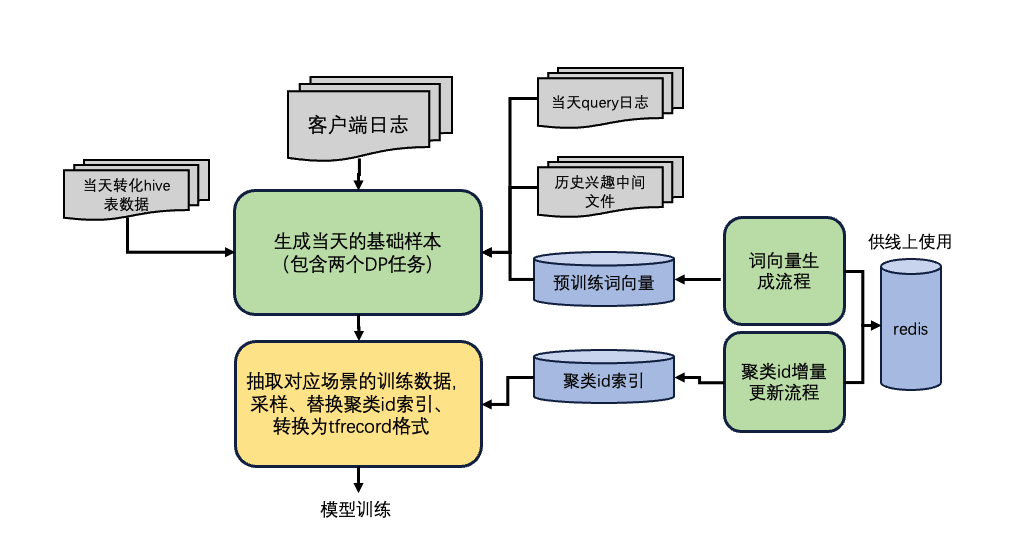 客户端日志
当天query日志
当天转化hive
表数据
历史兴趣中间
文件
生成当天的基础样本
（包含两个DP任务）
预训练词向量
词向量生
成流程
供线上使用
redis
抽取对应场景的训练数据，
采样、替换聚类id索引、
转换为tfrecord格式
聚类id索引
聚类id增量
更新流程
模型训练